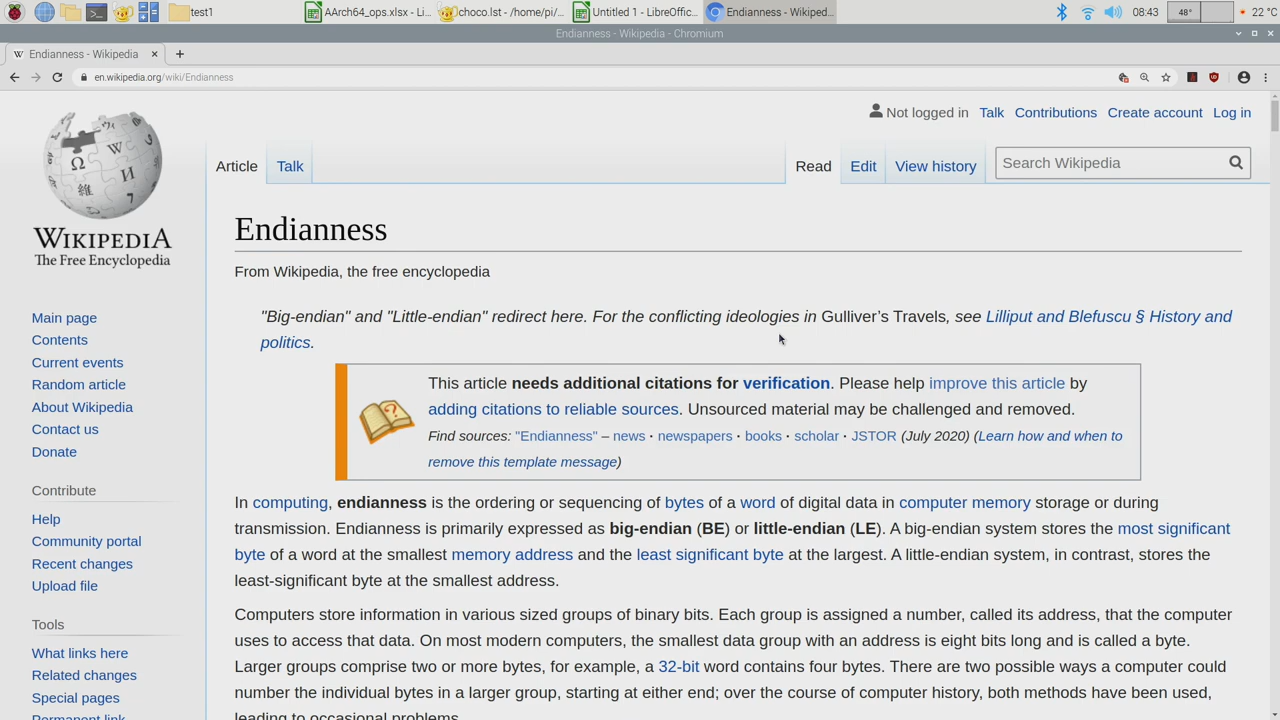 test1
AArch64_ops.xlsx - Li...
choco.lst - /home/pi/...
Untitled 1 - LibreOffic...
Endianness - Wikiped...
08:43
48°
22 °C
Endianness - Wikipedia - Chromium
Endianness - Wikipedia
en.wikipedia.org/wiki/Endianness
Not logged in Talk Contributions Create account Log in
Article Talk Read Edit View history Search Wikipedia
WIKIPEDIA
The Free Encyclopedia
Main page
Contents
Current events
Random article
About Wikipedia
Contact us
Donate
Contribute
Help
Community portal
Recent changes
Upload file
Tools
What links here
Related changes
Special pages
Permanent link
Endianness
From Wikipedia, the free encyclopedia
"Big-endian" and "Little-endian" redirect here. For the conflicting ideologies in Gulliver's Travels, see Lilliput and Blefuscu § History and
politics.
This article needs additional citations for verification. Please help improve this article by
adding citations to reliable sources. Unsourced material may be challenged and removed.
Find sources: "Endianness" – news · newspapers · books · scholar · JSTOR (July 2020) (Learn how and when to
remove this template message)
In computing, endianness is the ordering or sequencing of bytes of a word of digital data in computer memory storage or during
transmission. Endianness is primarily expressed as big-endian (BE) or little-endian (LE). A big-endian system stores the most significant
byte of a word at the smallest memory address and the least significant byte at the largest. A little-endian system, in contrast, stores the
least-significant byte at the smallest address.
Computers store information in various sized groups of binary bits. Each group is assigned a number, called its address, that the computer
uses to access that data. On most modern computers, the smallest data group with an address is eight bits long and is called a byte.
Larger groups comprise two or more bytes, for example, a 32-bit word contains four bytes. There are two possible ways a computer could
number the individual bytes in a larger group, starting at either end; over the course of computer history, both methods have been used,
leading to occasional problems.